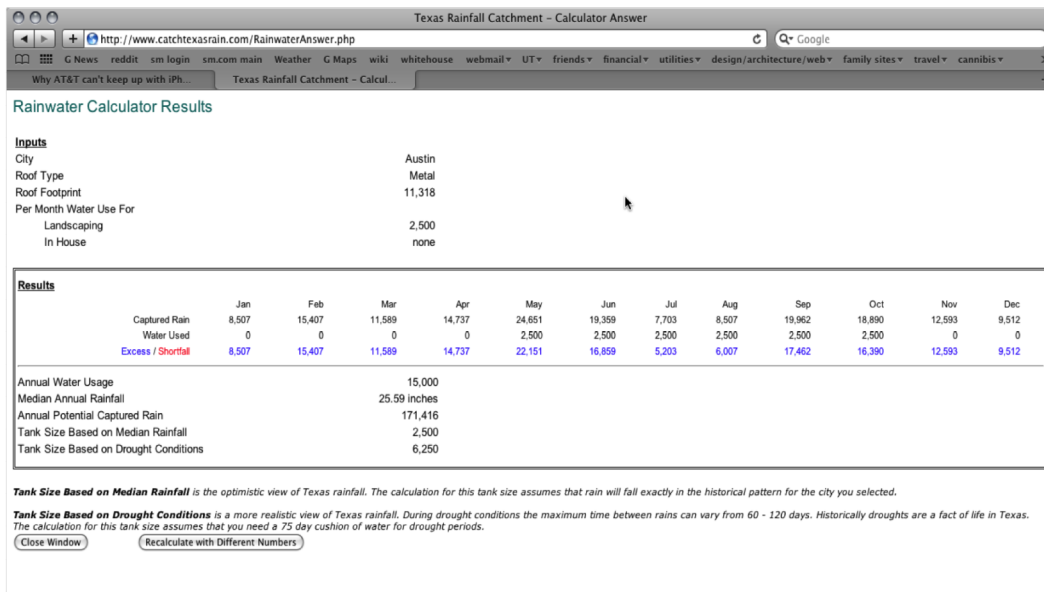 Texas Rainfall Catchment – Calculator Answer
http://www.catchtexasrain.com/RainwaterAnswer.php
Google
G News reddit sm login sm.com main Weather G Maps wiki whitehouse webmail UT friends financial utilities design/architecture/web family sites travel cannibis
Why AT&T can't keep up with iPh... Texas Rainfall Catchment – Calcul...
Rainwater Calculator Results
Inputs
City Austin
Roof Type Metal
Roof Footprint 11,318
Per Month Water Use For
Landscaping 2,500
In House none
Results
Jan Feb Mar Apr May Jun Jul Aug Sep Oct Nov Dec
Captured Rain 8,507 15,407 11,589 14,737 24,651 19,359 7,703 8,507 19,962 18,890 12,593 9,512
Water Used 0 0 0 0 2,500 2,500 2,500 2,500 2,500 2,500 0 0
Excess / Shortfall 8,507 15,407 11,589 14,737 22,151 16,859 5,203 6,007 17,462 16,390 12,593 9,512
Annual Water Usage 15,000
Median Annual Rainfall 25.59 inches
Annual Potential Captured Rain 171,416
Tank Size Based on Median Rainfall 2,500
Tank Size Based on Drought Conditions 6,250
Tank Size Based on Median Rainfall is the optimistic view of Texas rainfall. The calculation for this tank size assumes that rain will fall exactly in the historical pattern for the city you selected.
Tank Size Based on Drought Conditions is a more realistic view of Texas rainfall. During drought conditions the maximum time between rains can vary from 60 - 120 days. Historically droughts are a fact of life in Texas.
The calculation for this tank size assumes that you need a 75 day cushion of water for drought periods.
Close Window Recalculate with Different Numbers